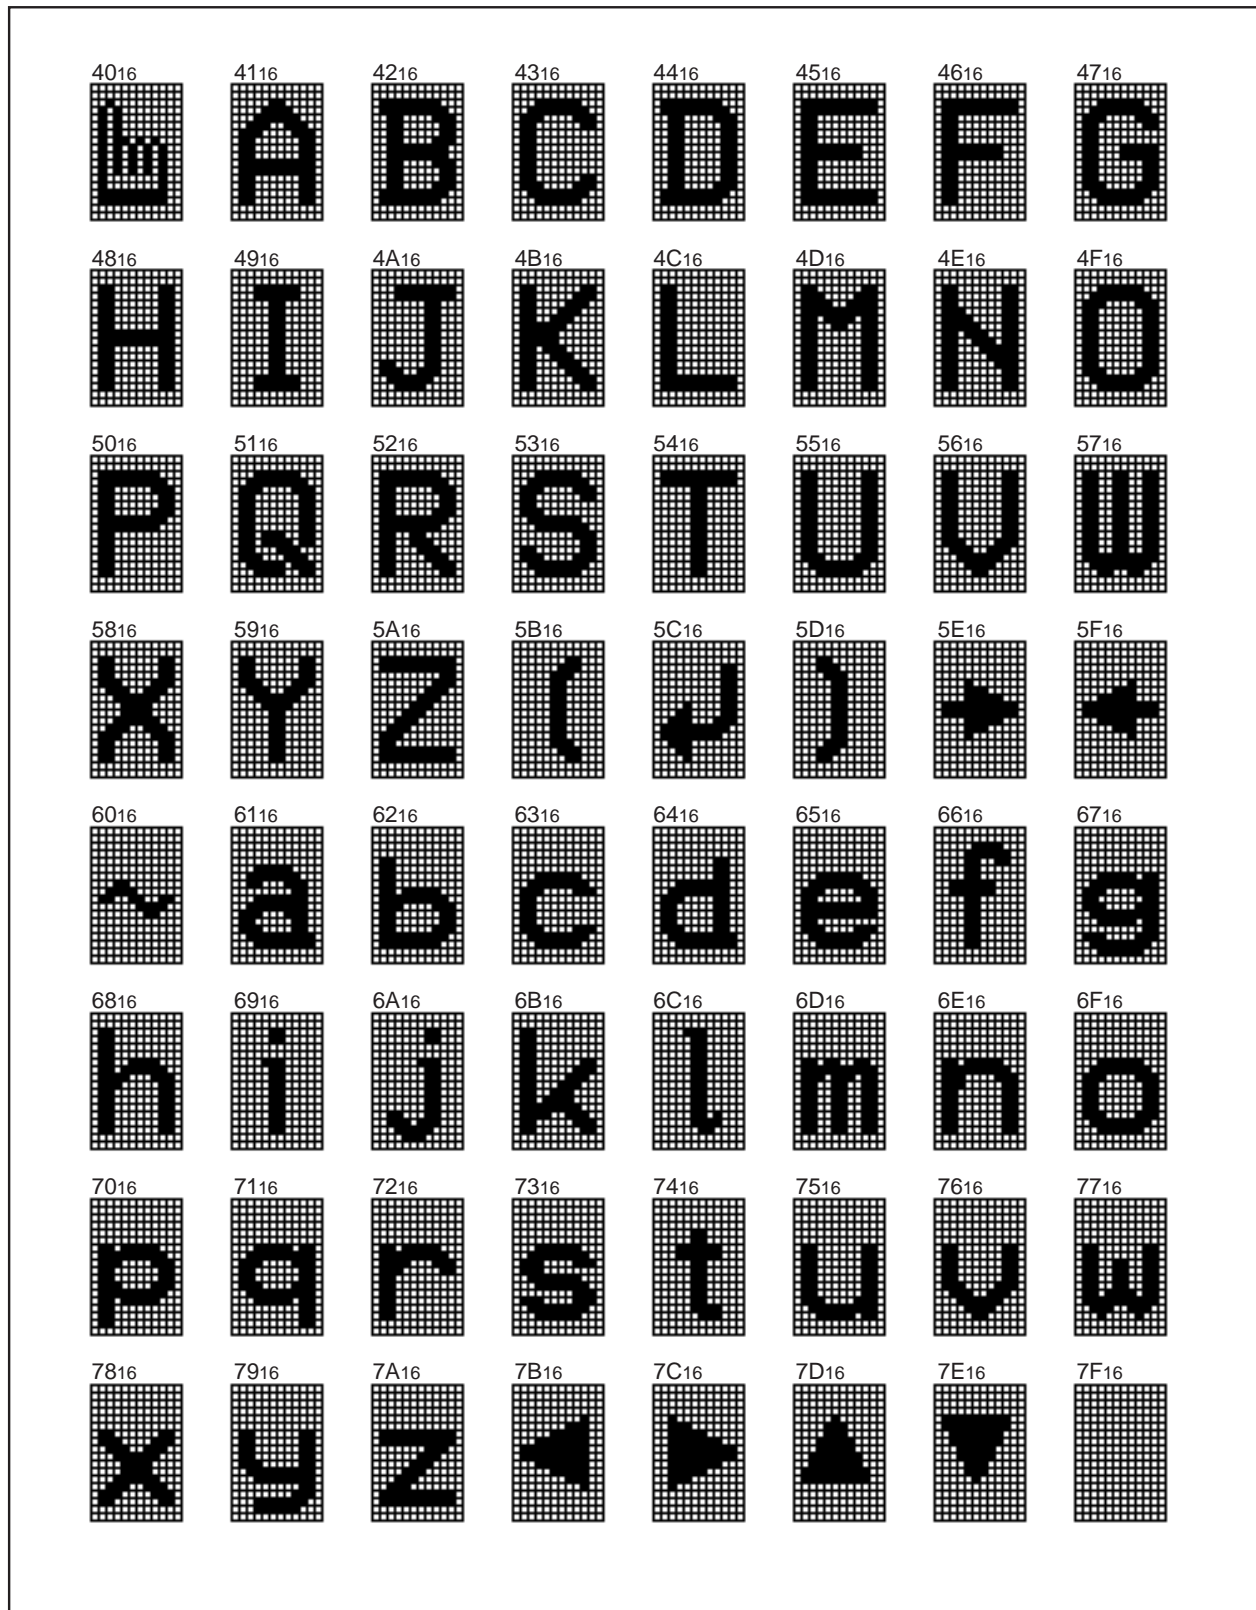 4016 4116 4216 4316 4416 4516 4616 4716
A B C D E F G
4816 4916 4A16 4B16 4C16 4D16 4E16 4F16
H I J K L M N O
5016 5116 5216 5316 5416 5516 5616 5716
P Q R S T U V W
5816 5916 5A16 5B16 5C16 5D16 5E16 5F16
X Y Z ( )
6016 6116 6216 6316 6416 6516 6616 6716
~ a b c d e f g
6816 6916 6A16 6B16 6C16 6D16 6E16 6F16
h i j k l m n o
7016 7116 7216 7316 7416 7516 7616 7716
p q r s t u v w
7816 7916 7A16 7B16 7C16 7D16 7E16 7F16
x y z